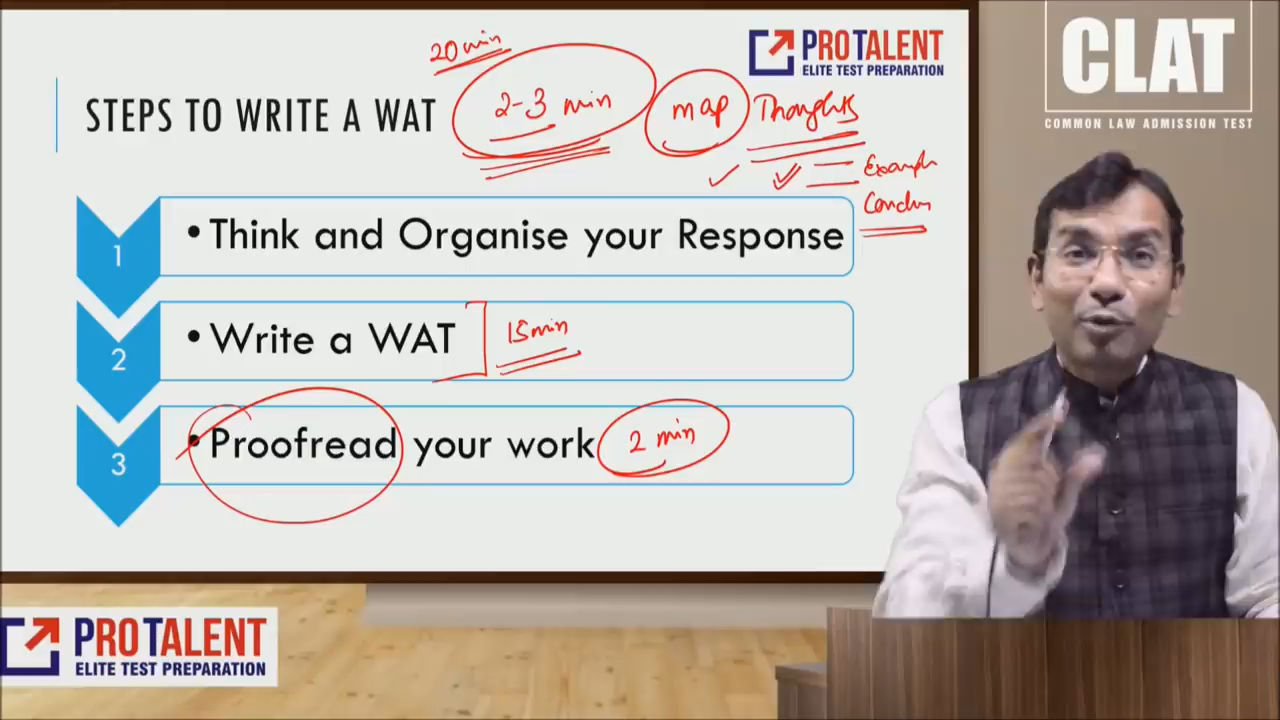 20 min
PROTALENT
ELITE TEST PREPARATION
CLAT
COMMON LAW ADMISSION TEST
STEPS TO WRITE A WAT
2-3 min
map
Thoughts
Example
1
• Think and Organise your Response
2
• Write a WAT
15min
3
• Proofread your work
2 min
PROTALENT
ELITE TEST PREPARATION